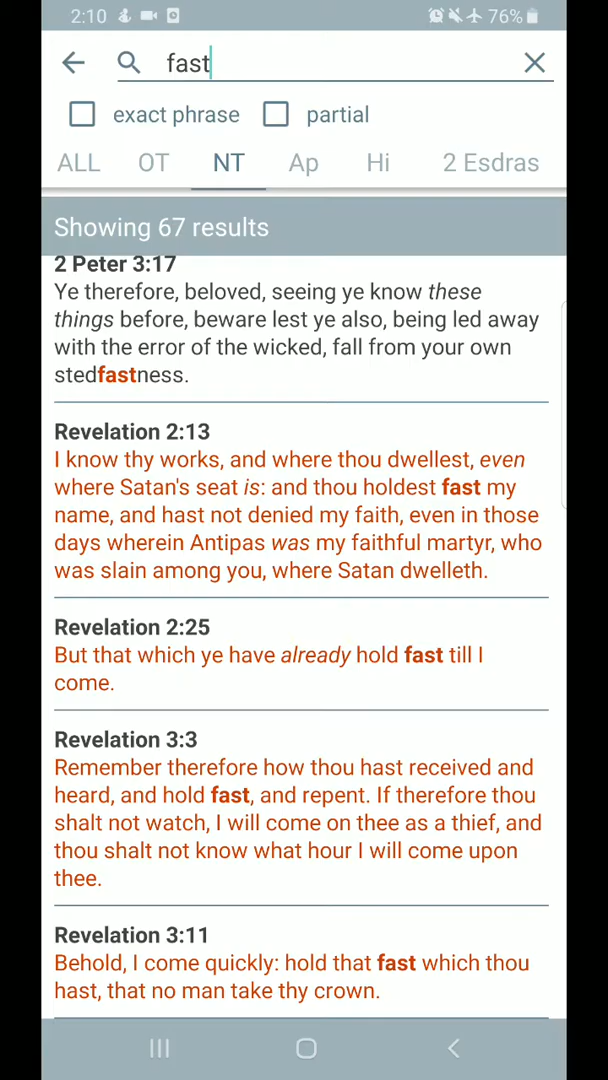 2:10
76%
fast
exact phrase
partial
ALL
OT
NT
Ap
Hi
2 Esdras
Showing 67 results
2 Peter 3:17
Ye therefore, beloved, seeing ye know these
things before, beware lest ye also, being led away
with the error of the wicked, fall from your own
stedfastness.
Revelation 2:13
I know thy works, and where thou dwellest, even
where Satan's seat is: and thou holdest fast my
name, and hast not denied my faith, even in those
days wherein Antipas was my faithful martyr, who
was slain among you, where Satan dwelleth.
Revelation 2:25
But that which ye have already hold fast till I
come.
Revelation 3:3
Remember therefore how thou hast received and
heard, and hold fast, and repent. If therefore thou
shalt not watch, I will come on thee as a thief, and
thou shalt not know what hour I will come upon
thee.
Revelation 3:11
Behold, I come quickly: hold that fast which thou
hast, that no man take thy crown.